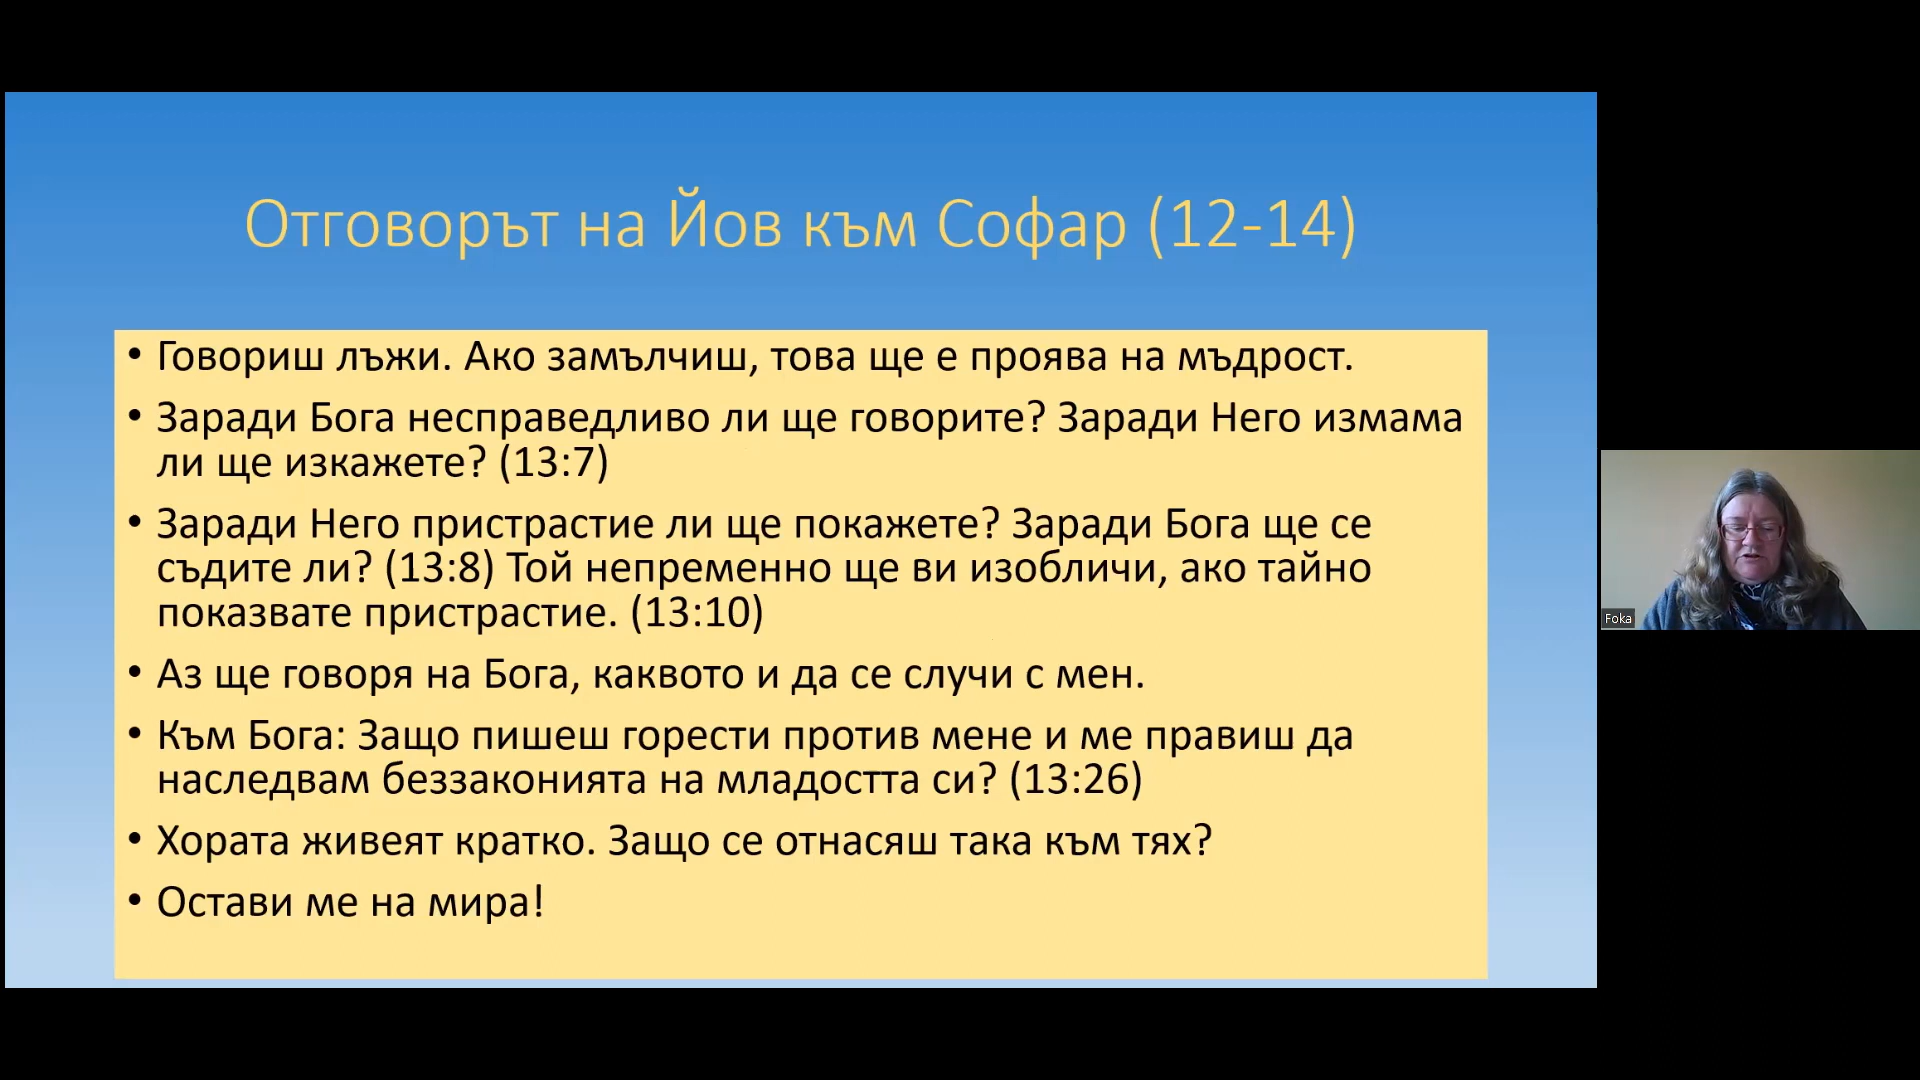 Отговорът на Йов към Софар (12-14)
• Говориш лъжи. Ако замълчиш, това ще е проява на мъдрост.
• Заради Бога несправедливо ли ще говорите? Заради Него измама
ли ще изкажете? (13:7)
• Заради Него пристрастие ли ще покажете? Заради Бога ще се
съдите ли? (13:8) Той непременно ще ви изобличи, ако тайно
показвате пристрастие. (13:10)
• Аз ще говоря на Бога, каквото и да се случи с мен.
• Към Бога: Защо пишеш горести против мене и ме правиш да
наследвам беззаконията на младостта си? (13:26)
• Хората живеят кратко. Защо се отнасяш така към тях?
• Остави ме на мира!
Foka